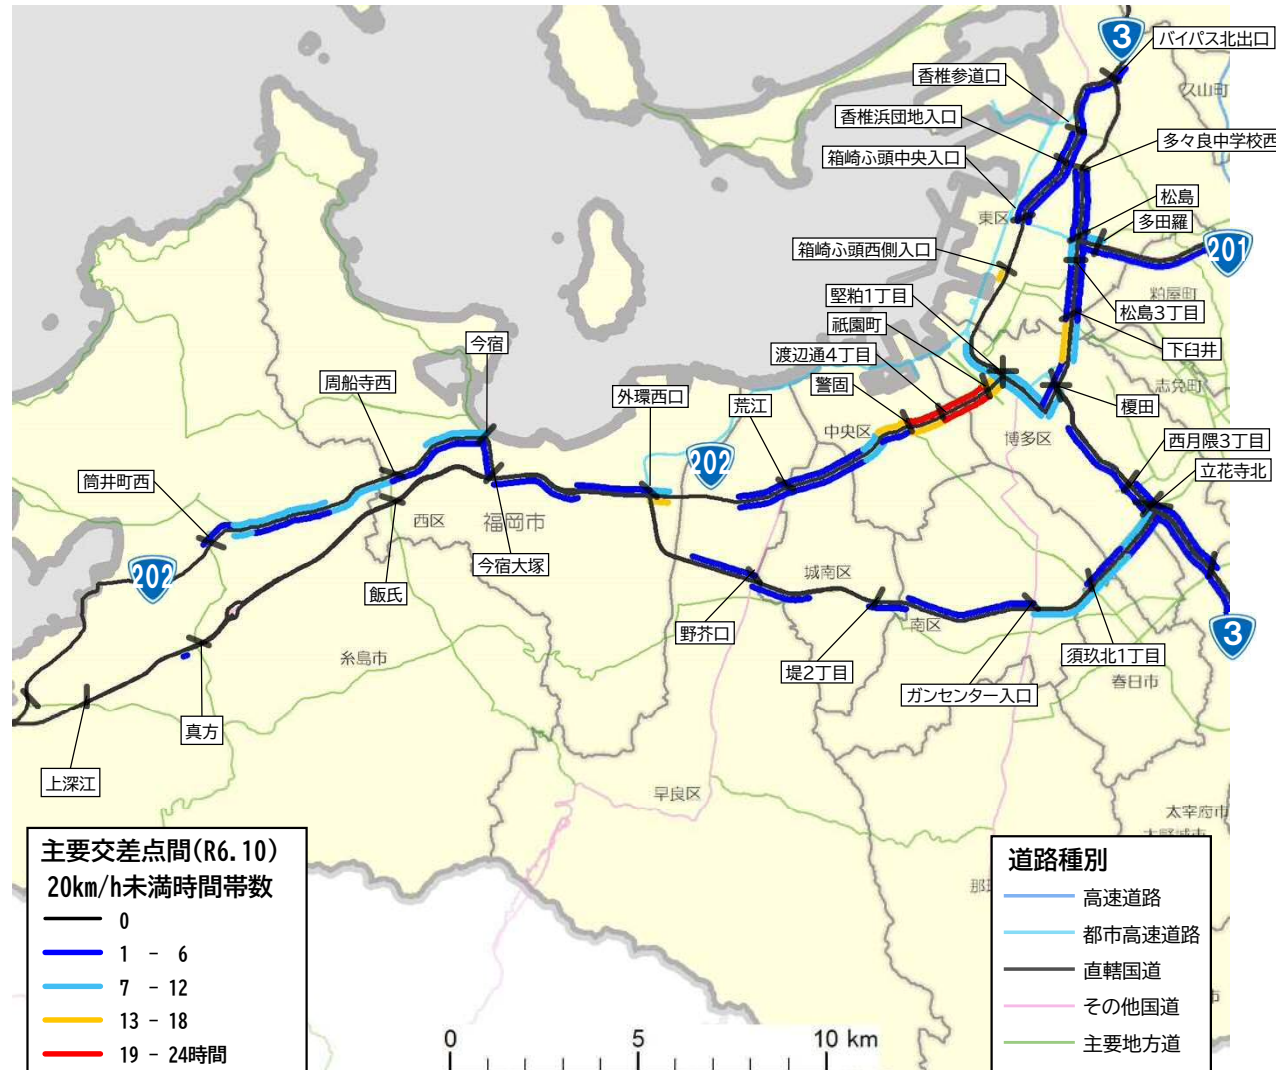 3
バイパス北出口
久山町
香椎参道口
香椎浜団地入口
多々良中学校西
箱崎ふ頭中央入口
松島
東区
多田羅
201
箱崎ふ頭西側入口
堅粕1丁目
粕屋町
松島3丁目
祇園町
下臼井
渡辺通4丁目
今宿
志免町
周船寺西
警固
外環西口
荒江
榎田
中央区
博多区
西月隈3丁目
202
立花寺北
筒井町西
西区
福岡市
今宿大塚
202
飯氏
城南区
野芥口
南区
3
糸島市
堤2丁目
須玖北1丁目
春日市
ガンセンター入口
真方
上深江
早良区
太宰府市
主要交差点間(R6.10)
20km/h未満時間帯数
0
1 - 6
7 - 12
13 - 18
19 - 24時間
0 5 10 km
道路種別
高速道路
都市高速道路
直轄国道
その他国道
主要地方道